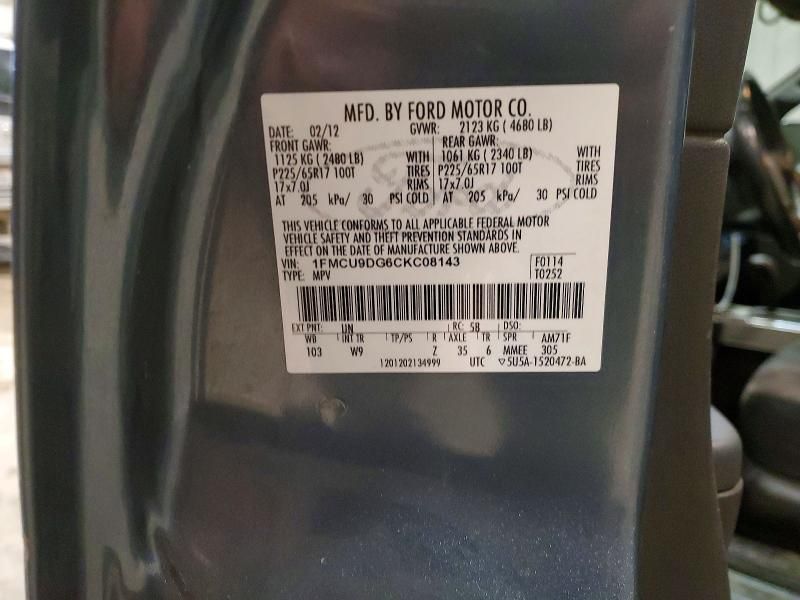 MFD. BY FORD MOTOR CO.
DATE: 02/12 GVWR: 2123 KG ( 4680 LB)
FRONT GAWR: REAR GAWR:
1125 KG ( 2480 LB) WITH 1061 KG ( 2340 LB) WITH
P225/65R17 100T TIRES P225/65R17 100T TIRES
17x7.0J RIMS 17x7.0J RIMS
AT 205 kPa/ 30 PSI COLD AT 205 kPa/ 30 PSI COLD
THIS VEHICLE CONFORMS TO ALL APPLICABLE FEDERAL MOTOR
VEHICLE SAFETY AND THEFT PREVENTION STANDARDS IN
EFFECT ON THE DATE OF MANUFACTURE SHOWN ABOVE.
VIN: 1FMCU9DG6CKC08143 F0114
TYPE: MPV T0252
EXT PNT: UN RC: 5B DSO:
WB INT TR TP/PS R AXLE TR SPR AM71F
103 W9 Z 35 6 MMEE 305
1201202134999 UTC ▽5U5A-1520472-BA